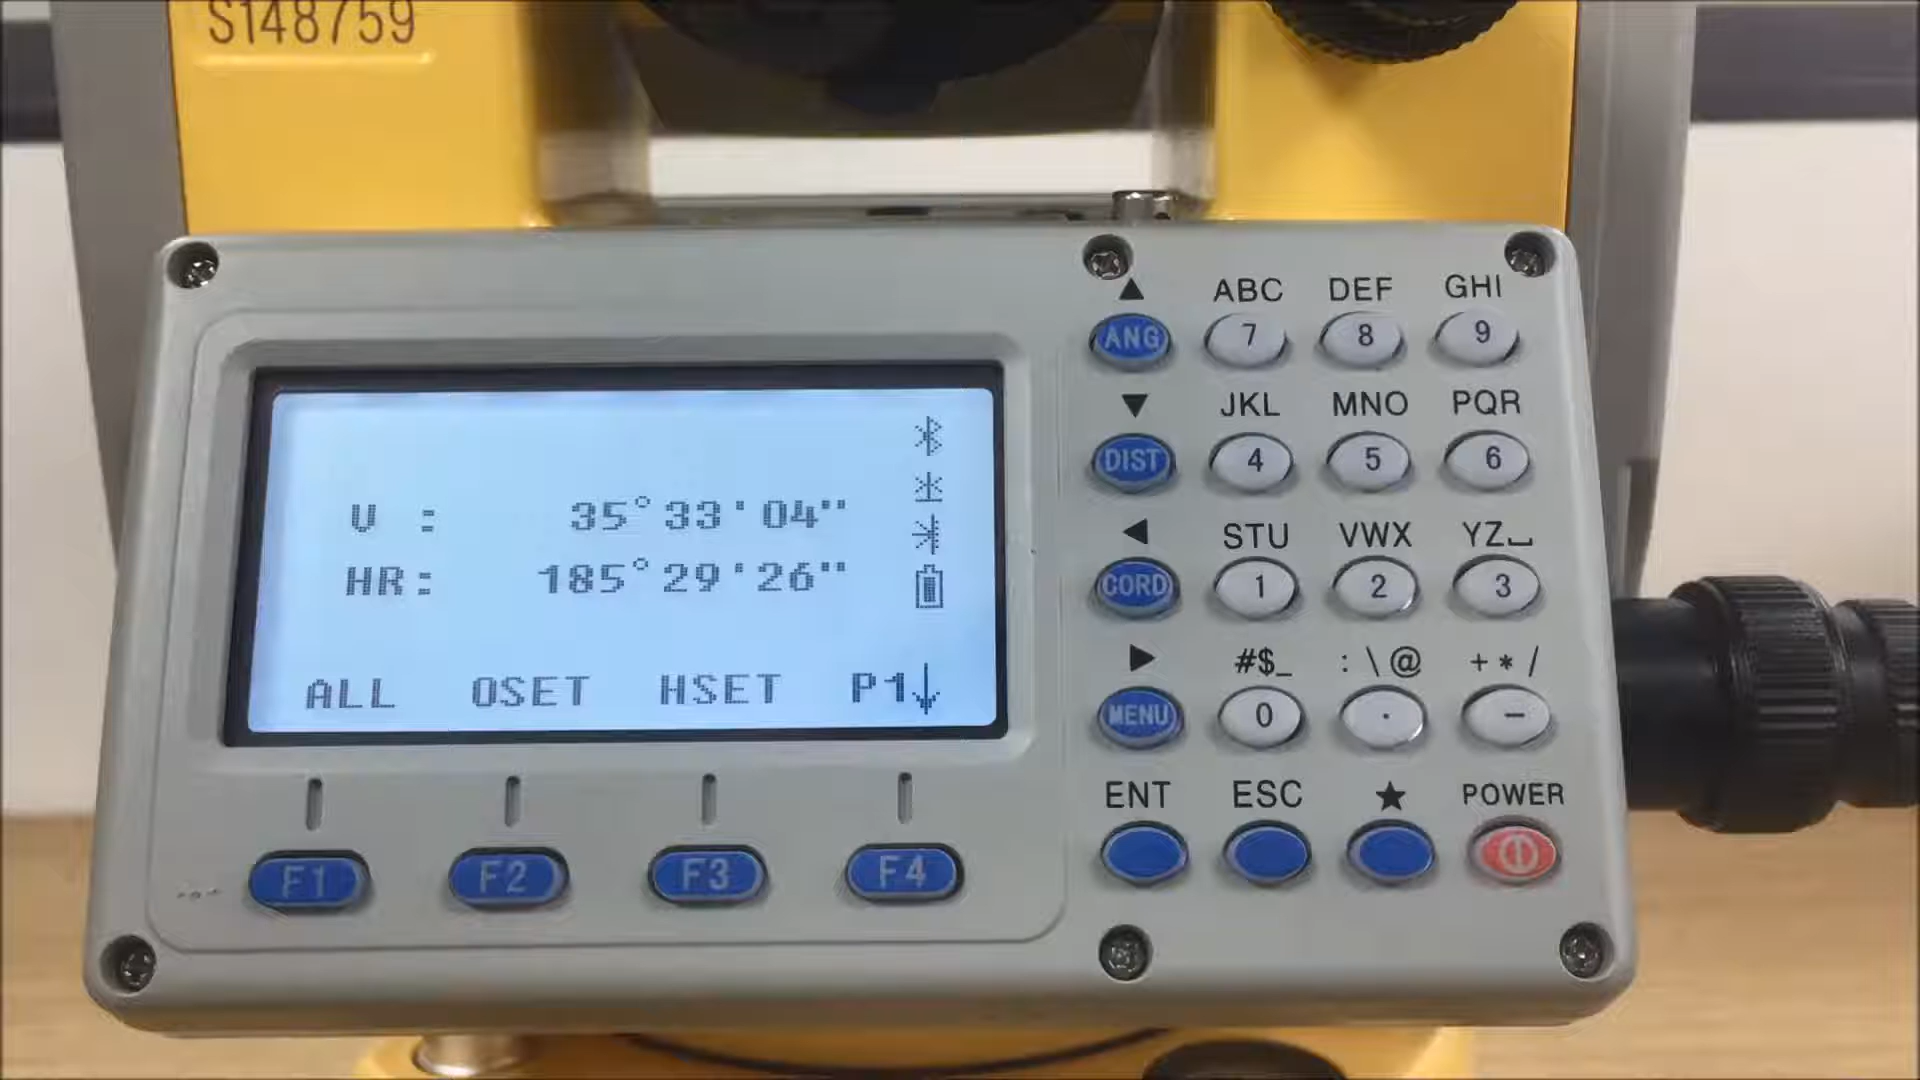 S148759
V : 35°33'04"
HR: 185°29'26"
ALL OSET HSET P1↓
F1 F2 F3 F4
▲ ABC DEF GHI
ANG 7 8 9
▼ JKL MNO PQR
DIST 4 5 6
◀ STU VWX YZ⎵
CORD 1 2 3
▶ #$_ :\@ +*/
MENU 0 . −
ENT ESC ★ POWER